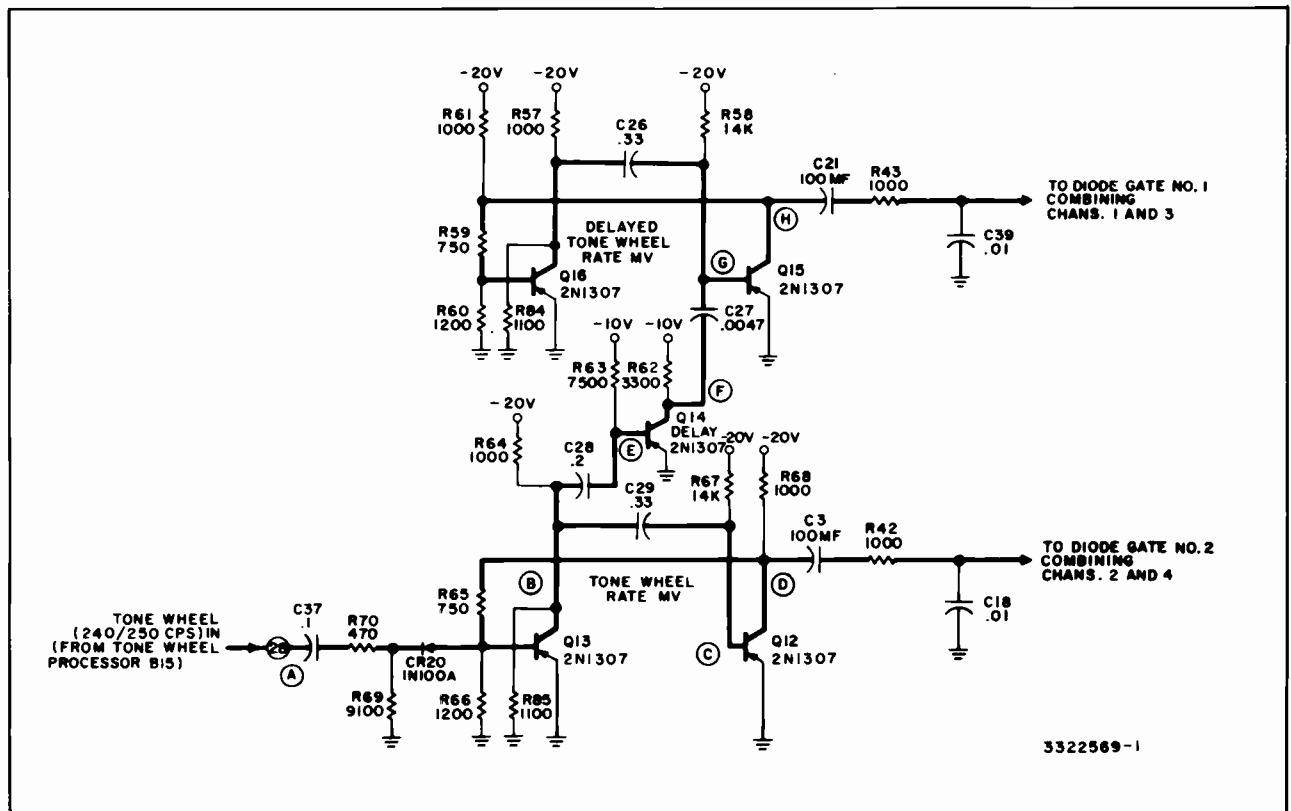 -20V
-20V
-20V
R61
1000
R57
1000
C26
.33
R58
14K
C21
100MF
R43
1000
TO DIODE GATE NO. 1
COMBINING
CHANS. 1 AND 3
H
R59
750
DELAYED
TONE WHEEL
RATE MV
C39
.01
G
Q16
2N1307
Q15
2N1307
R60
1200
R84
1100
C27
.0047
-10V
-10V
R63
7500
R62
3300
F
-20V
Q14
DELAY
2N1307
R64
1000
C28
.2
E
-20V
-20V
C29
.33
R67
14K
R68
1000
C3
100MF
R42
1000
TO DIODE GATE NO. 2
COMBINING
CHANS. 2 AND 4
B
TONE WHEEL
RATE MV
D
R65
750
C18
.01
TONE WHEEL
(240/250 CPS) IN
(FROM TONE WHEEL
PROCESSOR B15)
C37
.1
R70
470
Q13
2N1307
C
Q12
2N1307
28
CR20
1N100A
A
R69
9100
R66
1200
R85
1100
3322569-1